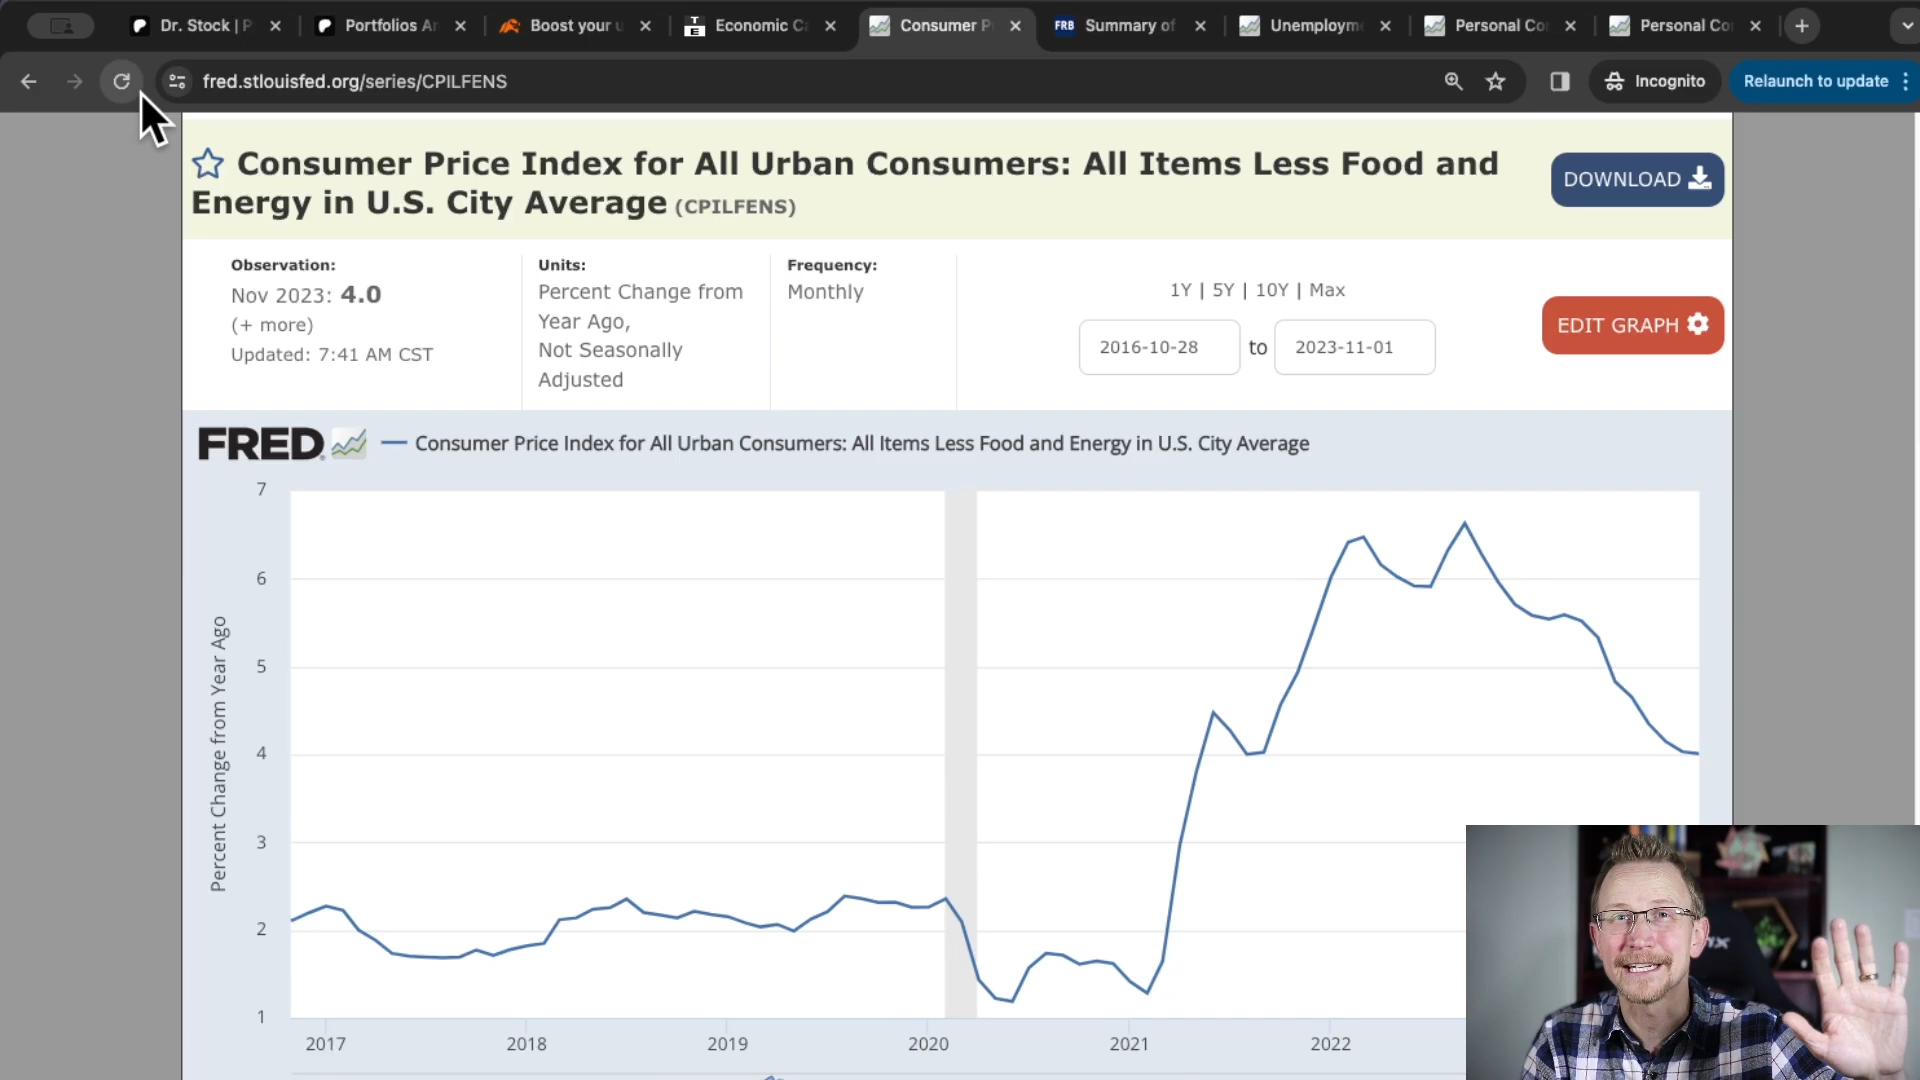 Dr. Stock | P
Portfolios An
Boost your u
TE
Economic Ca
Consumer P
FRB
Summary of
Unemploym
Personal Co
Personal Co
fred.stlouisfed.org/series/CPILFENS
Incognito
Relaunch to update
Consumer Price Index for All Urban Consumers: All Items Less Food and
Energy in U.S. City Average (CPILFENS)
DOWNLOAD
Observation:
Nov 2023: 4.0
(+ more)
Updated: 7:41 AM CST
Units:
Percent Change from
Year Ago,
Not Seasonally
Adjusted
Frequency:
Monthly
1Y | 5Y | 10Y | Max
2016-10-28 to 2023-11-01
EDIT GRAPH
FRED
Consumer Price Index for All Urban Consumers: All Items Less Food and Energy in U.S. City Average
Percent Change from Year Ago
7
6
5
4
3
2
1
2017
2018
2019
2020
2021
2022